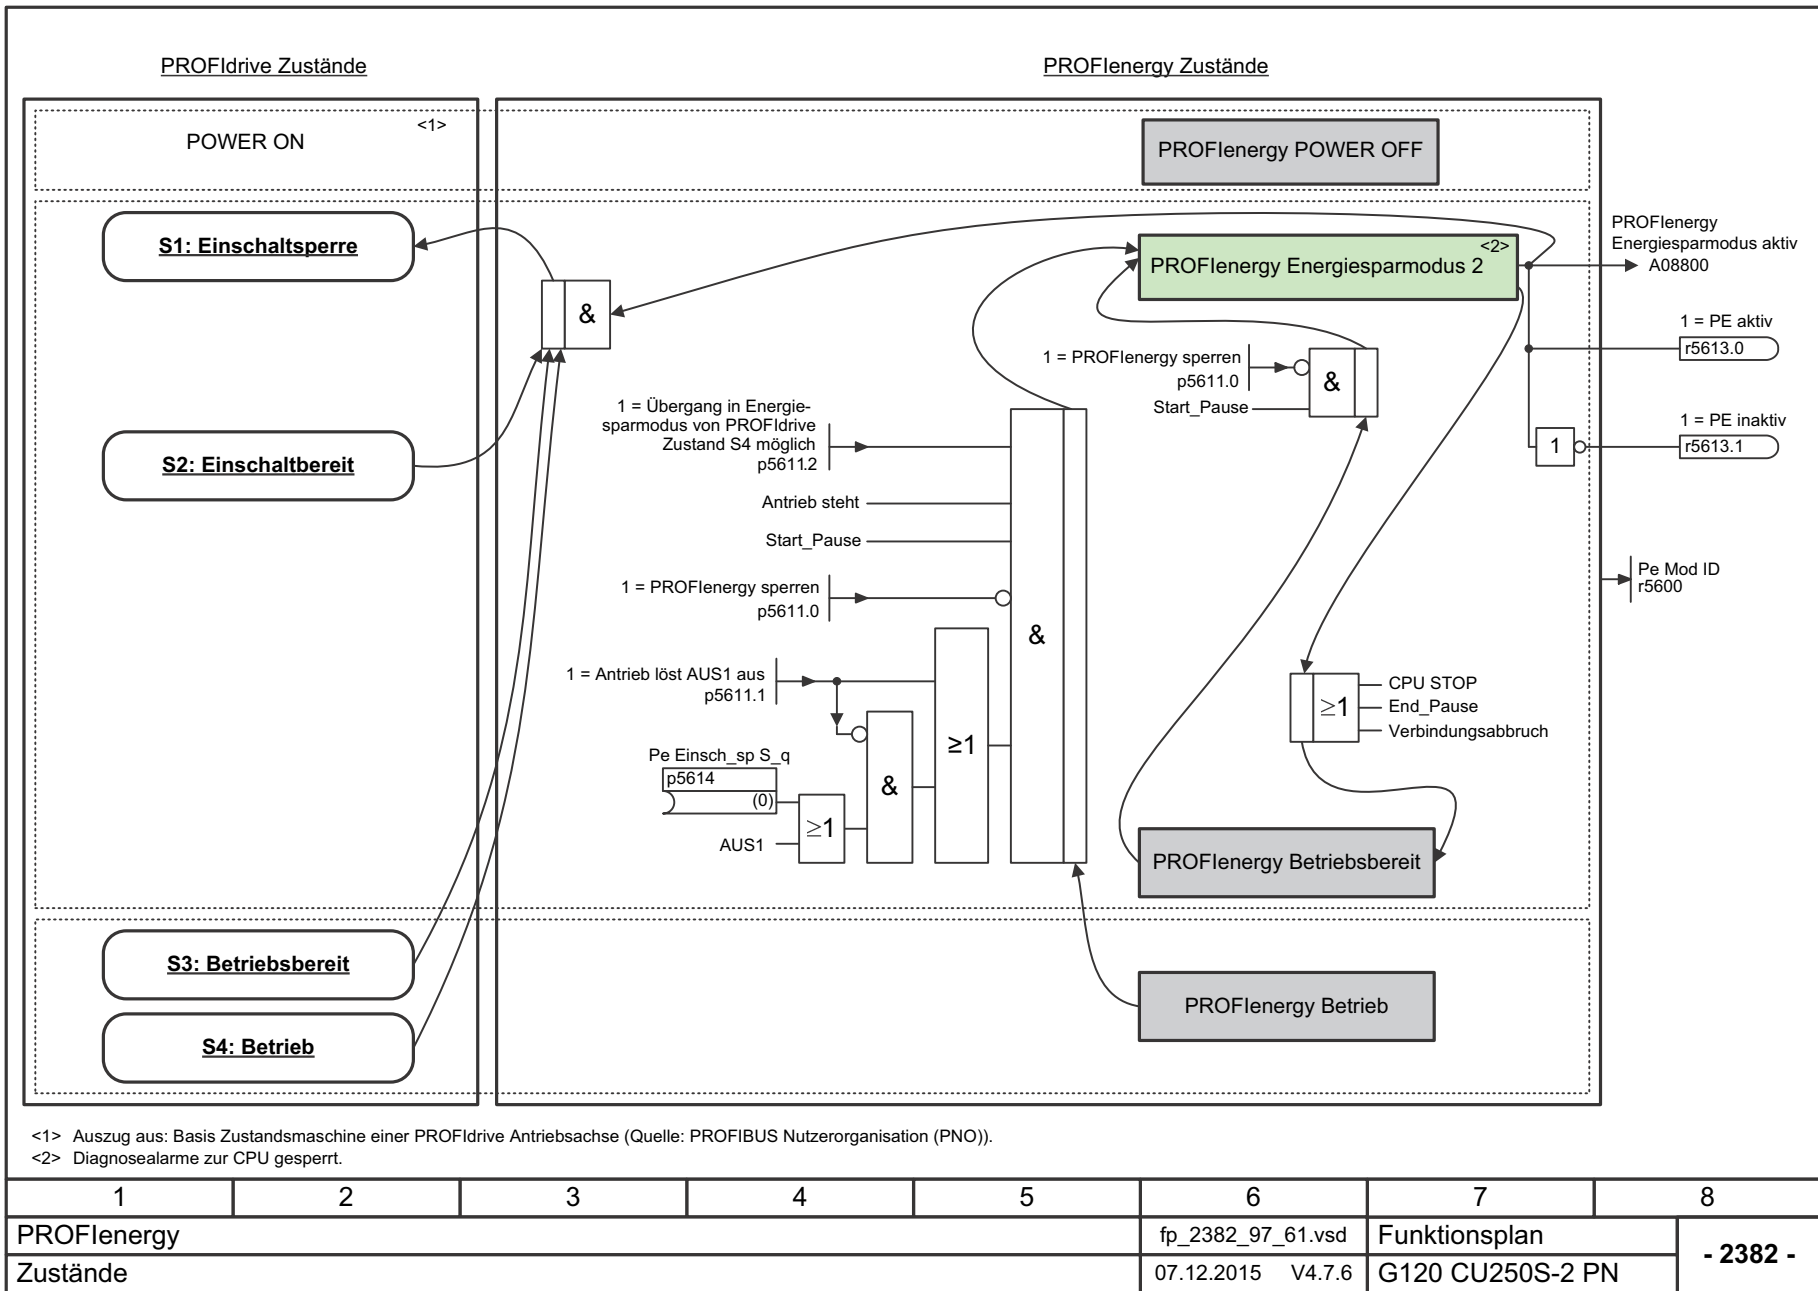 PROFIdrive Zustände
PROFIenergy Zustände
POWER ON
<1>
PROFIenergy POWER OFF
S1: Einschaltsperre
&
PROFIenergy Energiesparmodus 2
<2>
PROFIenergy
Energiesparmodus aktiv
A08800
1 = PE aktiv
r5613.0
1 = PROFIenergy sperren
p5611.0
Start_Pause
&
1 = PE inaktiv
r5613.1
1
S2: Einschaltbereit
1 = Übergang in Energie-
sparmodus von PROFIdrive
Zustand S4 möglich
p5611.2
Antrieb steht
Start_Pause
1 = PROFIenergy sperren
p5611.0
&
Pe Mod ID
r5600
1 = Antrieb löst AUS1 aus
p5611.1
≥1
&
Pe Einsch_sp S_q
p5614
(0)
≥1
AUS1
≥1
CPU STOP
End_Pause
Verbindungsabbruch
PROFIenergy Betriebsbereit
S3: Betriebsbereit
PROFIenergy Betrieb
S4: Betrieb
<1> Auszug aus: Basis Zustandsmaschine einer PROFIdrive Antriebsachse (Quelle: PROFIBUS Nutzerorganisation (PNO)).
<2> Diagnosealarme zur CPU gesperrt.
1 2 3 4 5 6 7 8
PROFIenergy
fp_2382_97_61.vsd
Funktionsplan
- 2382 -
Zustände
07.12.2015 V4.7.6
G120 CU250S-2 PN